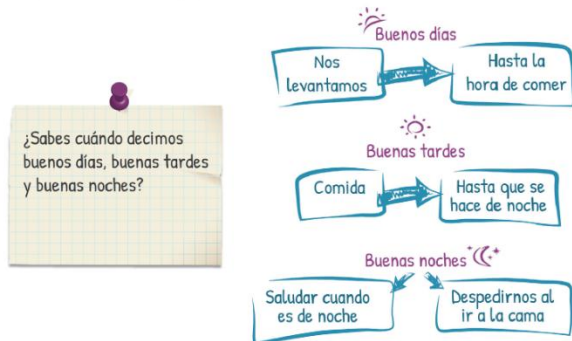 ¿Sabes cuándo decimos
buenos días, buenas tardes
y buenas noches?
Buenos días
Nos
levantamos
Hasta la
hora de comer
Buenas tardes
Comida
Hasta que se
hace de noche
Buenas noches
Saludar cuando
es de noche
Despedirnos al
ir a la cama